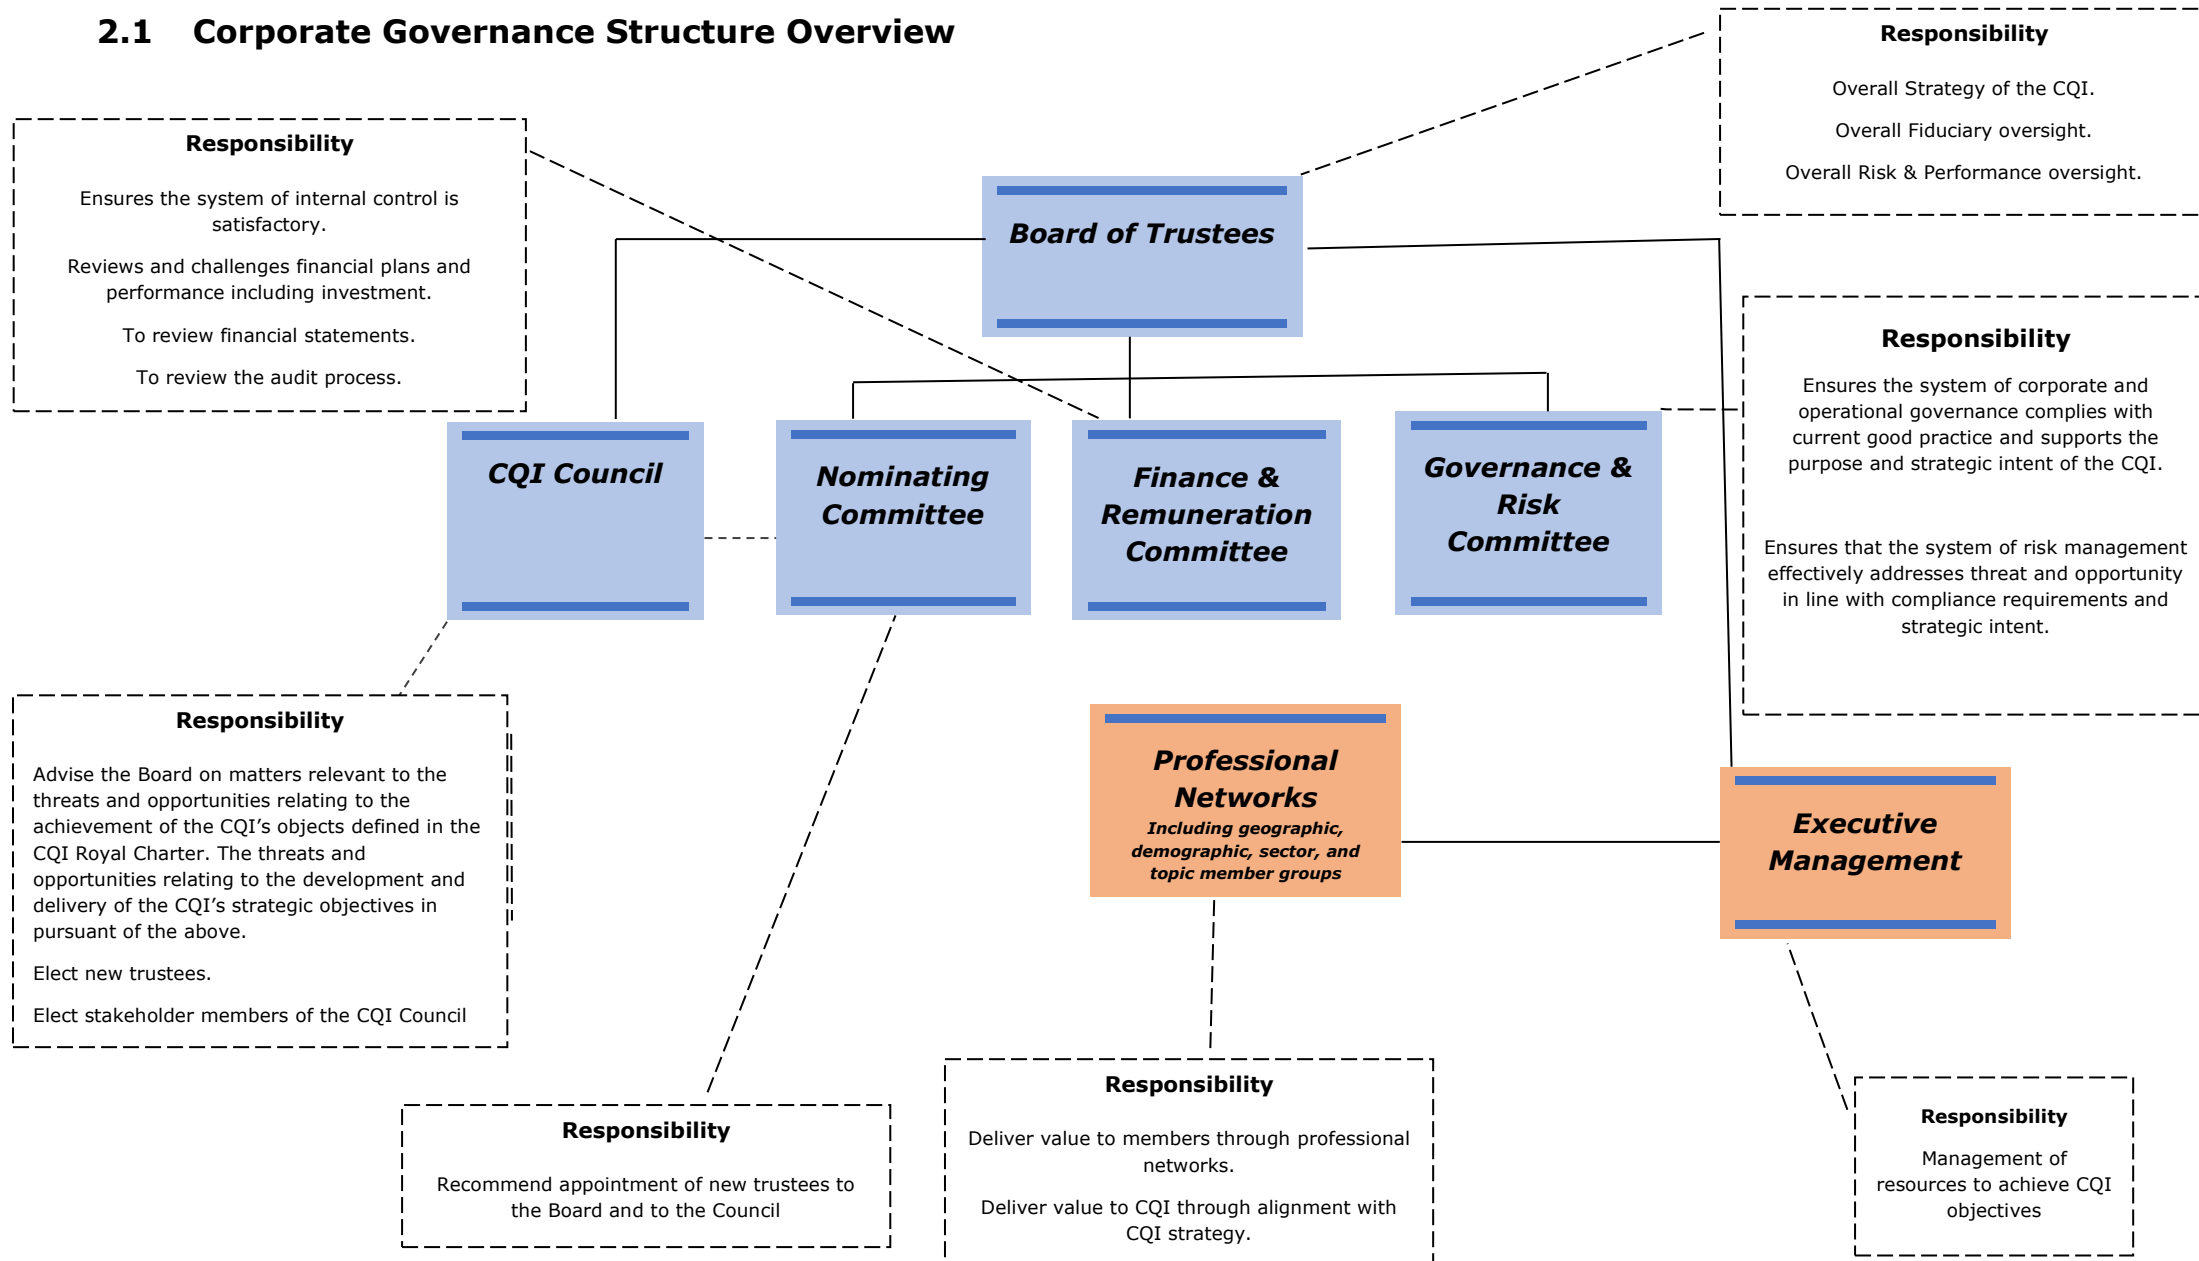 2.1 Corporate Governance Structure Overview
Responsibility
Overall Strategy of the CQI.
Overall Fiduciary oversight.
Overall Risk & Performance oversight.
Responsibility
Ensures the system of internal control is
satisfactory.
Reviews and challenges financial plans and
performance including investment.
To review financial statements.
To review the audit process.
Board of Trustees
Responsibility
Ensures the system of corporate and
operational governance complies with
current good practice and supports the
purpose and strategic intent of the CQI.
Ensures that the system of risk management
effectively addresses threat and opportunity
in line with compliance requirements and
strategic intent.
CQI Council
Nominating
Committee
Finance &
Remuneration
Committee
Governance &
Risk
Committee
Responsibility
Advise the Board on matters relevant to the
threats and opportunities relating to the
achievement of the CQI’s objects defined in the
CQI Royal Charter. The threats and
opportunities relating to the development and
delivery of the CQI’s strategic objectives in
pursuant of the above.
Elect new trustees.
Elect stakeholder members of the CQI Council
Professional
Networks
Including geographic,
demographic, sector, and
topic member groups
Executive
Management
Responsibility
Recommend appointment of new trustees to
the Board and to the Council
Responsibility
Deliver value to members through professional
networks.
Deliver value to CQI through alignment with
CQI strategy.
Responsibility
Management of
resources to achieve CQI
objectives